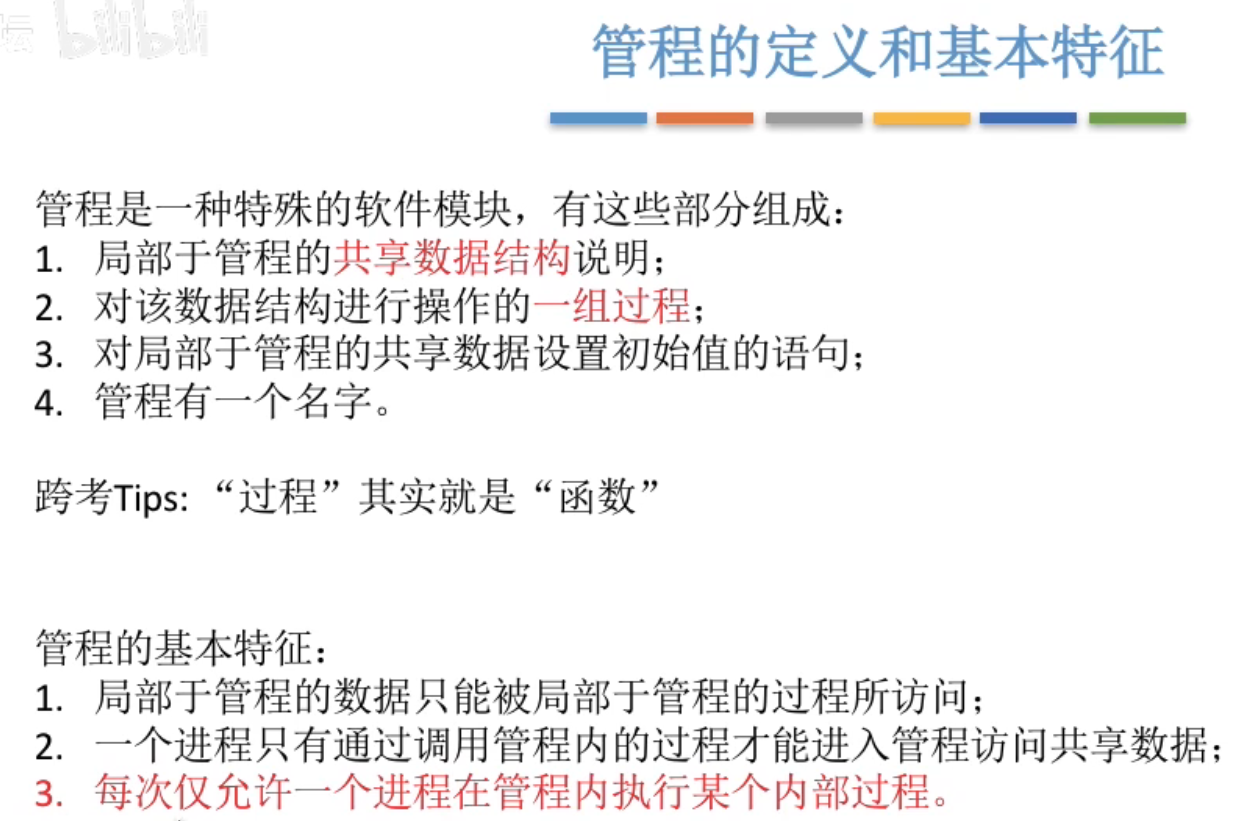 坛 bilibili
管程的定义和基本特征
管程是一种特殊的软件模块，有这些部分组成：
1. 局部于管程的共享数据结构说明；
2. 对该数据结构进行操作的一组过程；
3. 对局部于管程的共享数据设置初始值的语句；
4. 管程有一个名字。
跨考Tips: “过程”其实就是“函数”
管程的基本特征：
1. 局部于管程的数据只能被局部于管程的过程所访问；
2. 一个进程只有通过调用管程内的过程才能进入管程访问共享数据；
3. 每次仅允许一个进程在管程内执行某个内部过程。